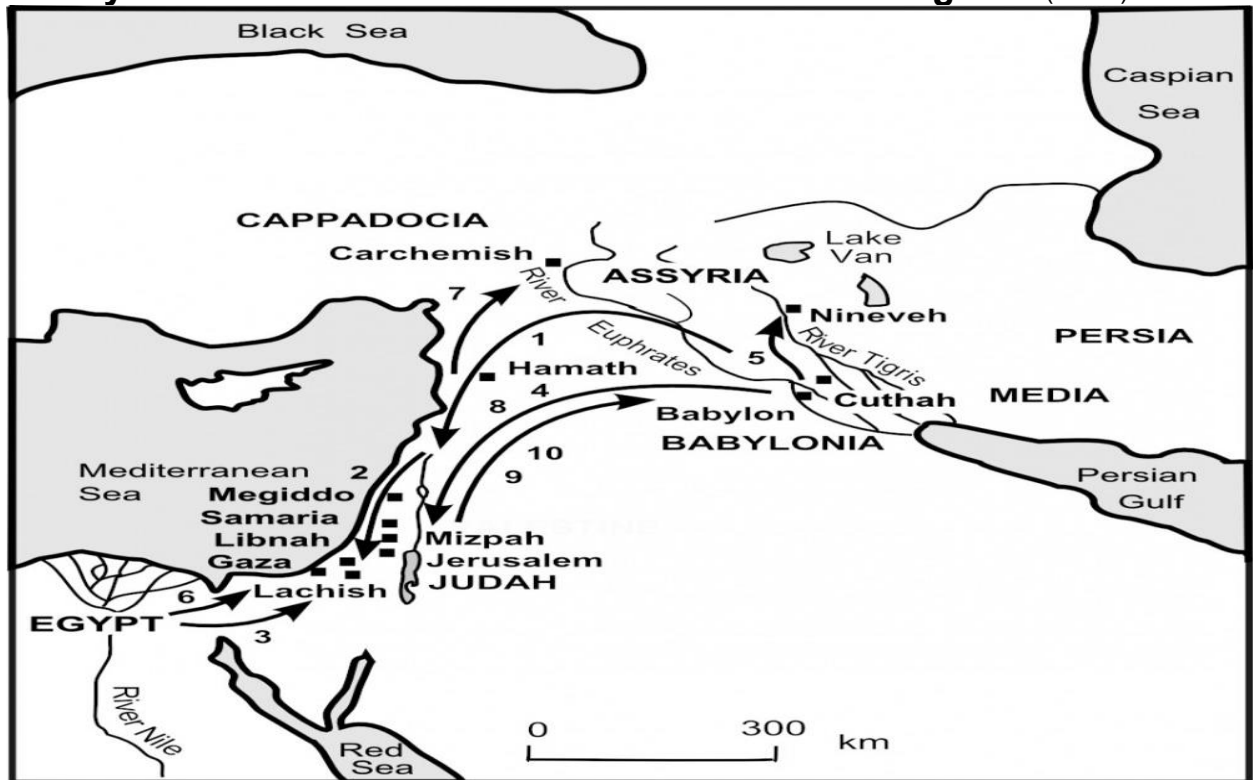 Black Sea
Caspian
Sea
CAPPADOCIA
Carchemish
River
ASSYRIA
Lake
Van
7
Nineveh
1
Euphrates
5
River Tigris
PERSIA
Hamath
4
8
Babylon
Cuthah
MEDIA
BABYLONIA
10
9
Mediterranean
Sea
2
Megiddo
Samaria
Libnah
Gaza
Mizpah
Jerusalem
JUDAH
Lachish
Persian
Gulf
6
EGYPT
3
River Nile
Red
Sea
0
300
km